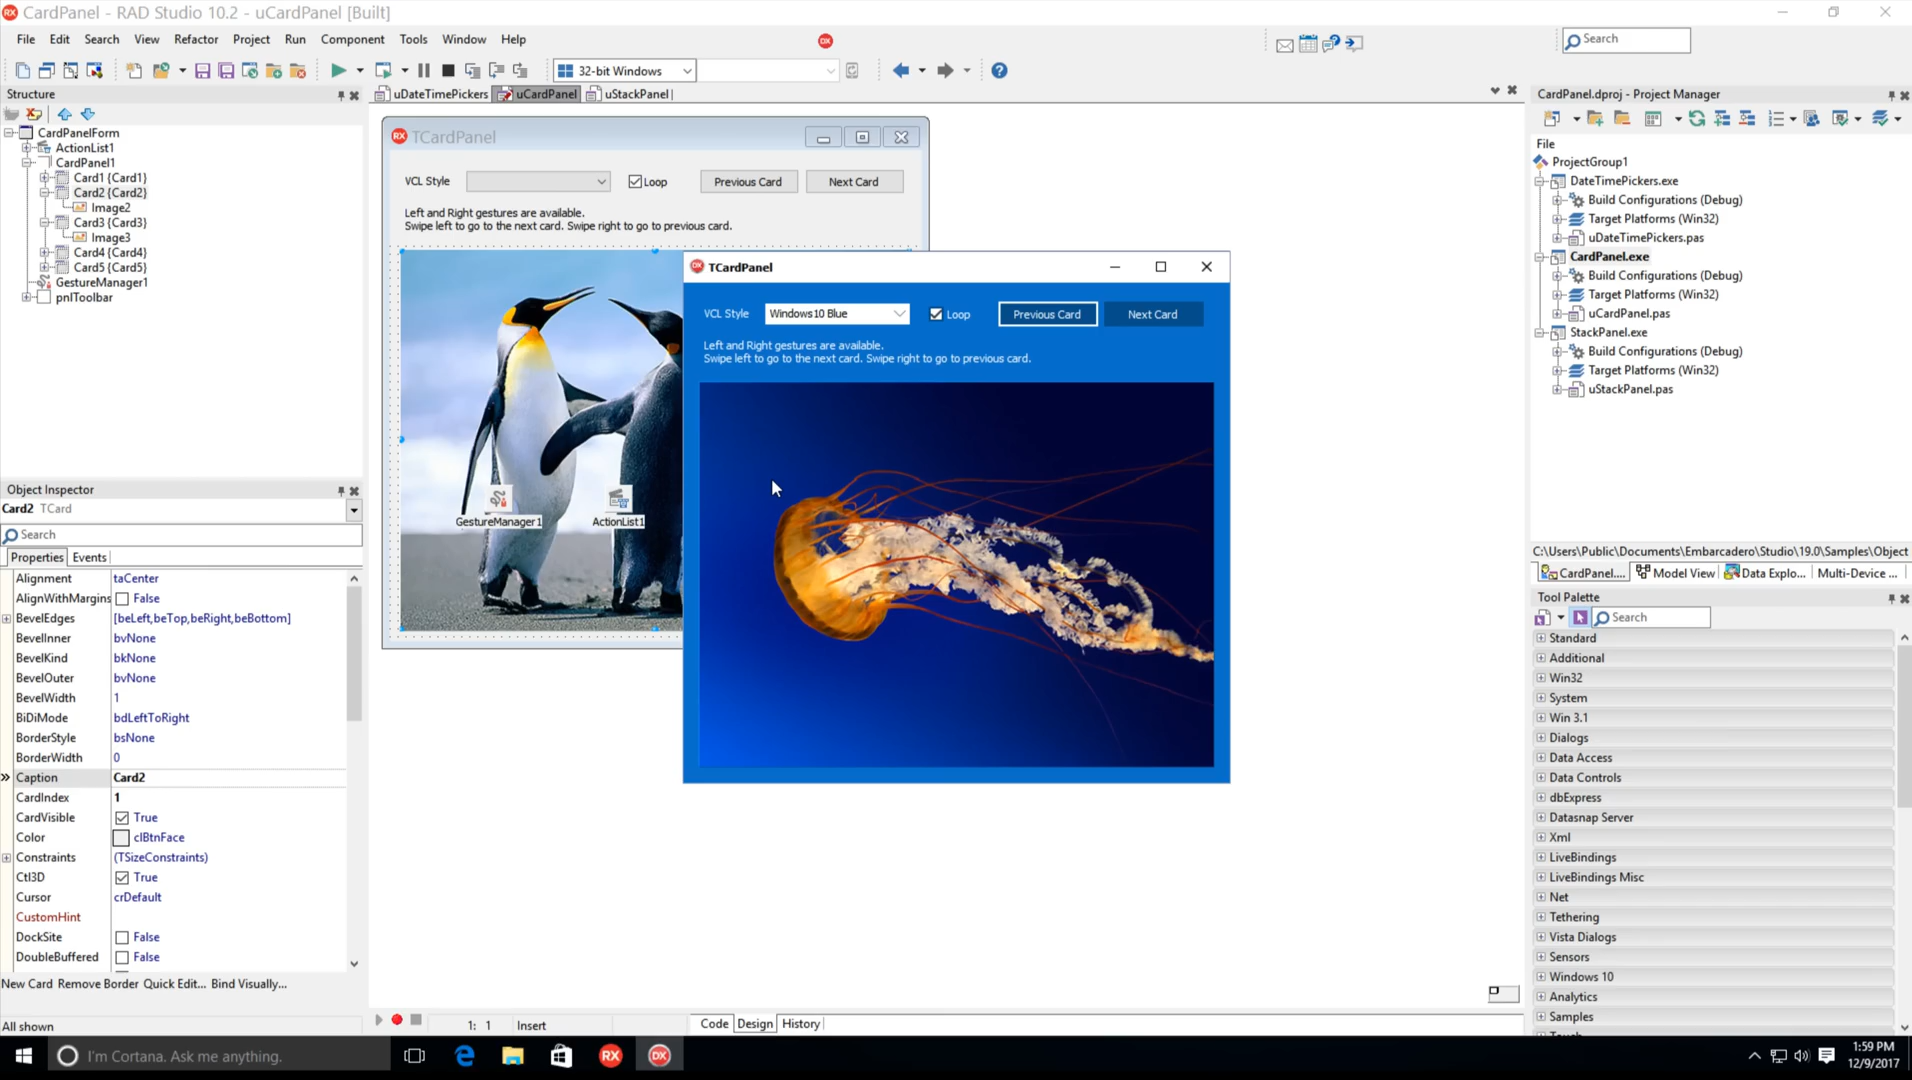 CardPanel - RAD Studio 10.2 - uCardPanel [Built]
File Edit Search View Refactor Project Run Component Tools Window Help
Search
32-bit Windows
Structure
uDateTimePickers uCardPanel uStackPanel
CardPanel.dproj - Project Manager
CardPanelForm
ActionList1
CardPanel1
Card1 {Card1}
Card2 {Card2}
Image2
Card3 {Card3}
Image3
Card4 {Card4}
Card5 {Card5}
GestureManager1
pnlToolbar
TCardPanel
VCL Style
Loop
Previous Card
Next Card
Left and Right gestures are available.
Swipe left to go to the next card. Swipe right to go to previous card.
GestureManager1
ActionList1
TCardPanel
VCL Style
Windows10 Blue
Loop
Previous Card
Next Card
Left and Right gestures are available.
Swipe left to go to the next card. Swipe right to go to previous card.
File
ProjectGroup1
DateTimePickers.exe
Build Configurations (Debug)
Target Platforms (Win32)
uDateTimePickers.pas
CardPanel.exe
Build Configurations (Debug)
Target Platforms (Win32)
uCardPanel.pas
StackPanel.exe
Build Configurations (Debug)
Target Platforms (Win32)
uStackPanel.pas
C:\Users\Public\Documents\Embarcadero\Studio\19.0\Samples\Object
CardPanel.... Model View Data Explo... Multi-Device ...
Object Inspector
Card2 TCard
Search
Properties Events
Alignment taCenter
AlignWithMargins False
BevelEdges [beLeft,beTop,beRight,beBottom]
BevelInner bvNone
BevelKind bkNone
BevelOuter bvNone
BevelWidth 1
BiDiMode bdLeftToRight
BorderStyle bsNone
BorderWidth 0
Caption Card2
CardIndex 1
CardVisible True
Color clBtnFace
Constraints (TSizeConstraints)
Ctl3D True
Cursor crDefault
CustomHint
DockSite False
DoubleBuffered False
New Card Remove Border Quick Edit... Bind Visually...
All shown
Tool Palette
Search
Standard
Additional
Win32
System
Win 3.1
Dialogs
Data Access
Data Controls
dbExpress
Datasnap Server
Xml
LiveBindings
LiveBindings Misc
Net
Tethering
Vista Dialogs
Sensors
Windows 10
Analytics
Samples
1: 1 Insert
Code Design History
I'm Cortana. Ask me anything.
RX
DX
1:59 PM
12/9/2017